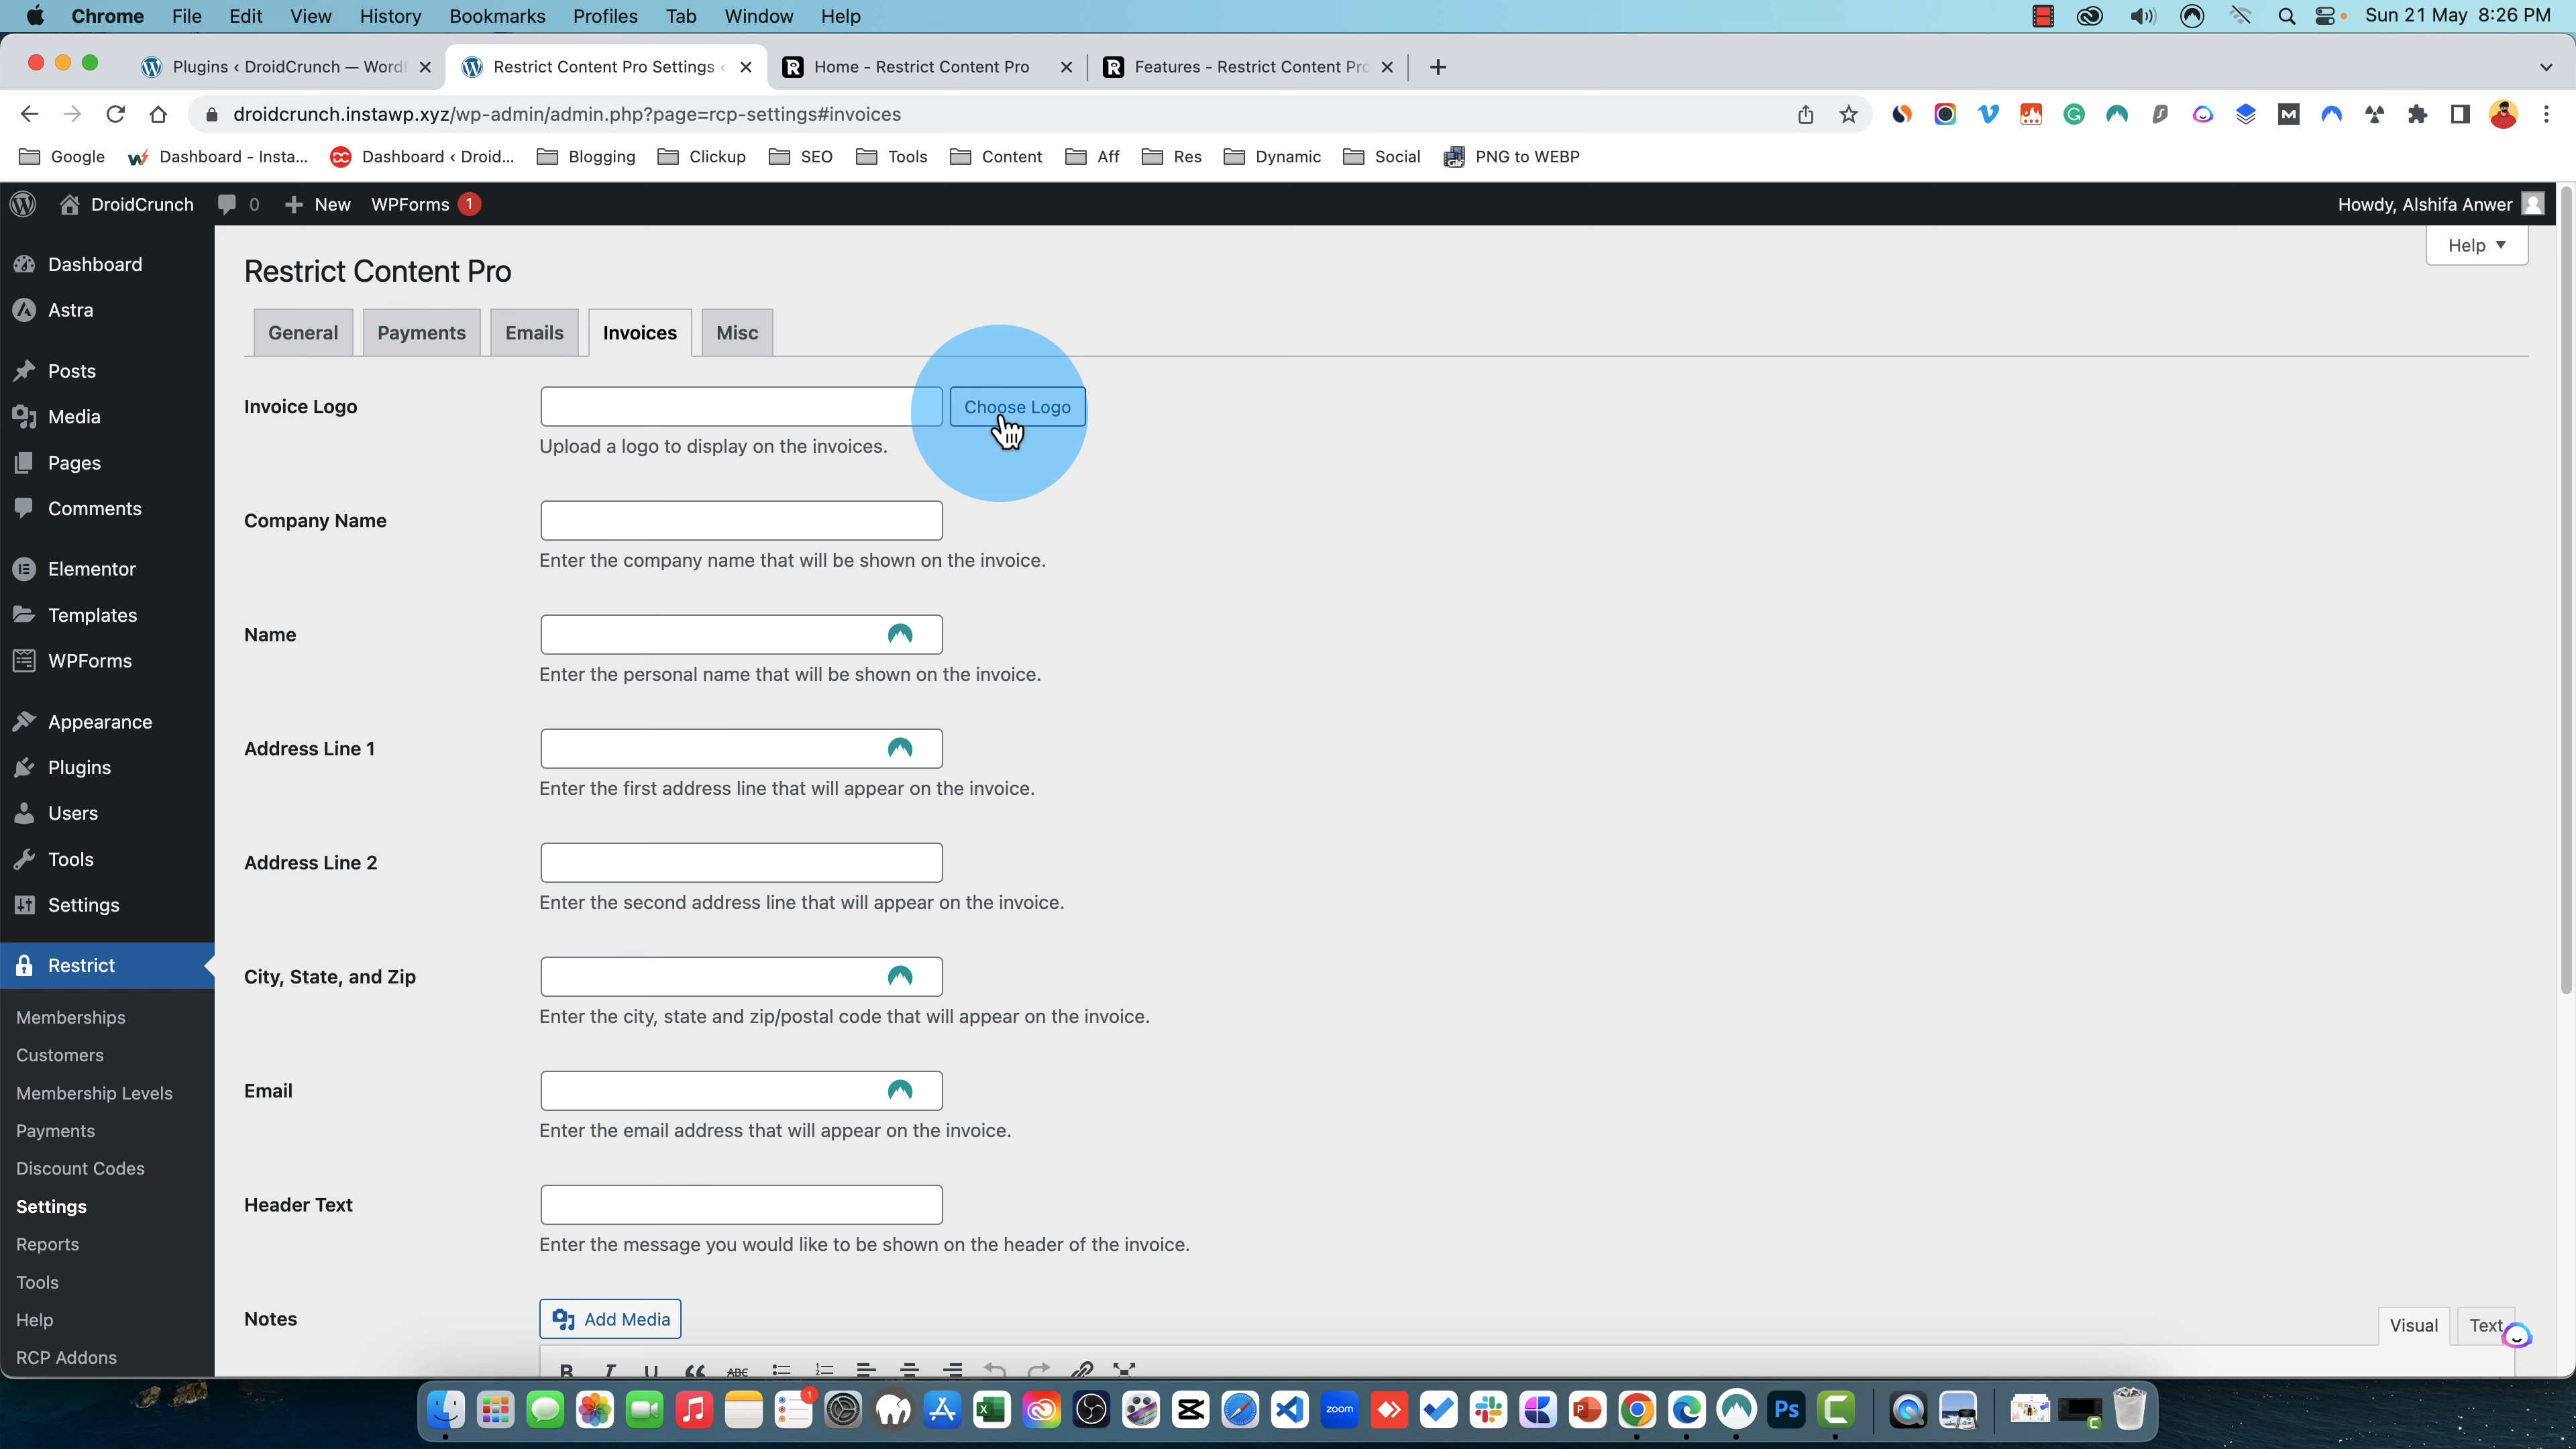 Chrome File Edit View History Bookmarks Profiles Tab Window Help Sun 21 May 8:26 PM
Plugins ‹ DroidCrunch — Word Restrict Content Pro Settings ‹ Home - Restrict Content Pro Features - Restrict Content Pro
droidcrunch.instawp.xyz/wp-admin/admin.php?page=rcp-settings#invoices
Google Dashboard - Insta... Dashboard ‹ Droid... Blogging Clickup SEO Tools Content Aff Res Dynamic Social PNG to WEBP
DroidCrunch 0 New WPForms 1 Howdy, Alshifa Anwer
Help
Dashboard
Astra
Posts
Media
Pages
Comments
Elementor
Templates
WPForms
Appearance
Plugins
Users
Tools
Settings
Restrict
Memberships
Customers
Membership Levels
Payments
Discount Codes
Settings
Reports
Tools
Help
RCP Addons
Restrict Content Pro
General Payments Emails Invoices Misc
Invoice Logo
Choose Logo
Upload a logo to display on the invoices.
Company Name
Enter the company name that will be shown on the invoice.
Name
Enter the personal name that will be shown on the invoice.
Address Line 1
Enter the first address line that will appear on the invoice.
Address Line 2
Enter the second address line that will appear on the invoice.
City, State, and Zip
Enter the city, state and zip/postal code that will appear on the invoice.
Email
Enter the email address that will appear on the invoice.
Header Text
Enter the message you would like to be shown on the header of the invoice.
Notes
Add Media
Visual Text
B I U ABC
1
zoom
Ps